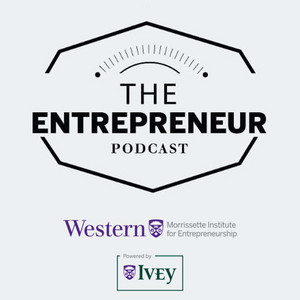 THE
ENTREPRENEUR
PODCAST
Western Morrissette Institute
for Entrepreneurship
Powered by
IVEY